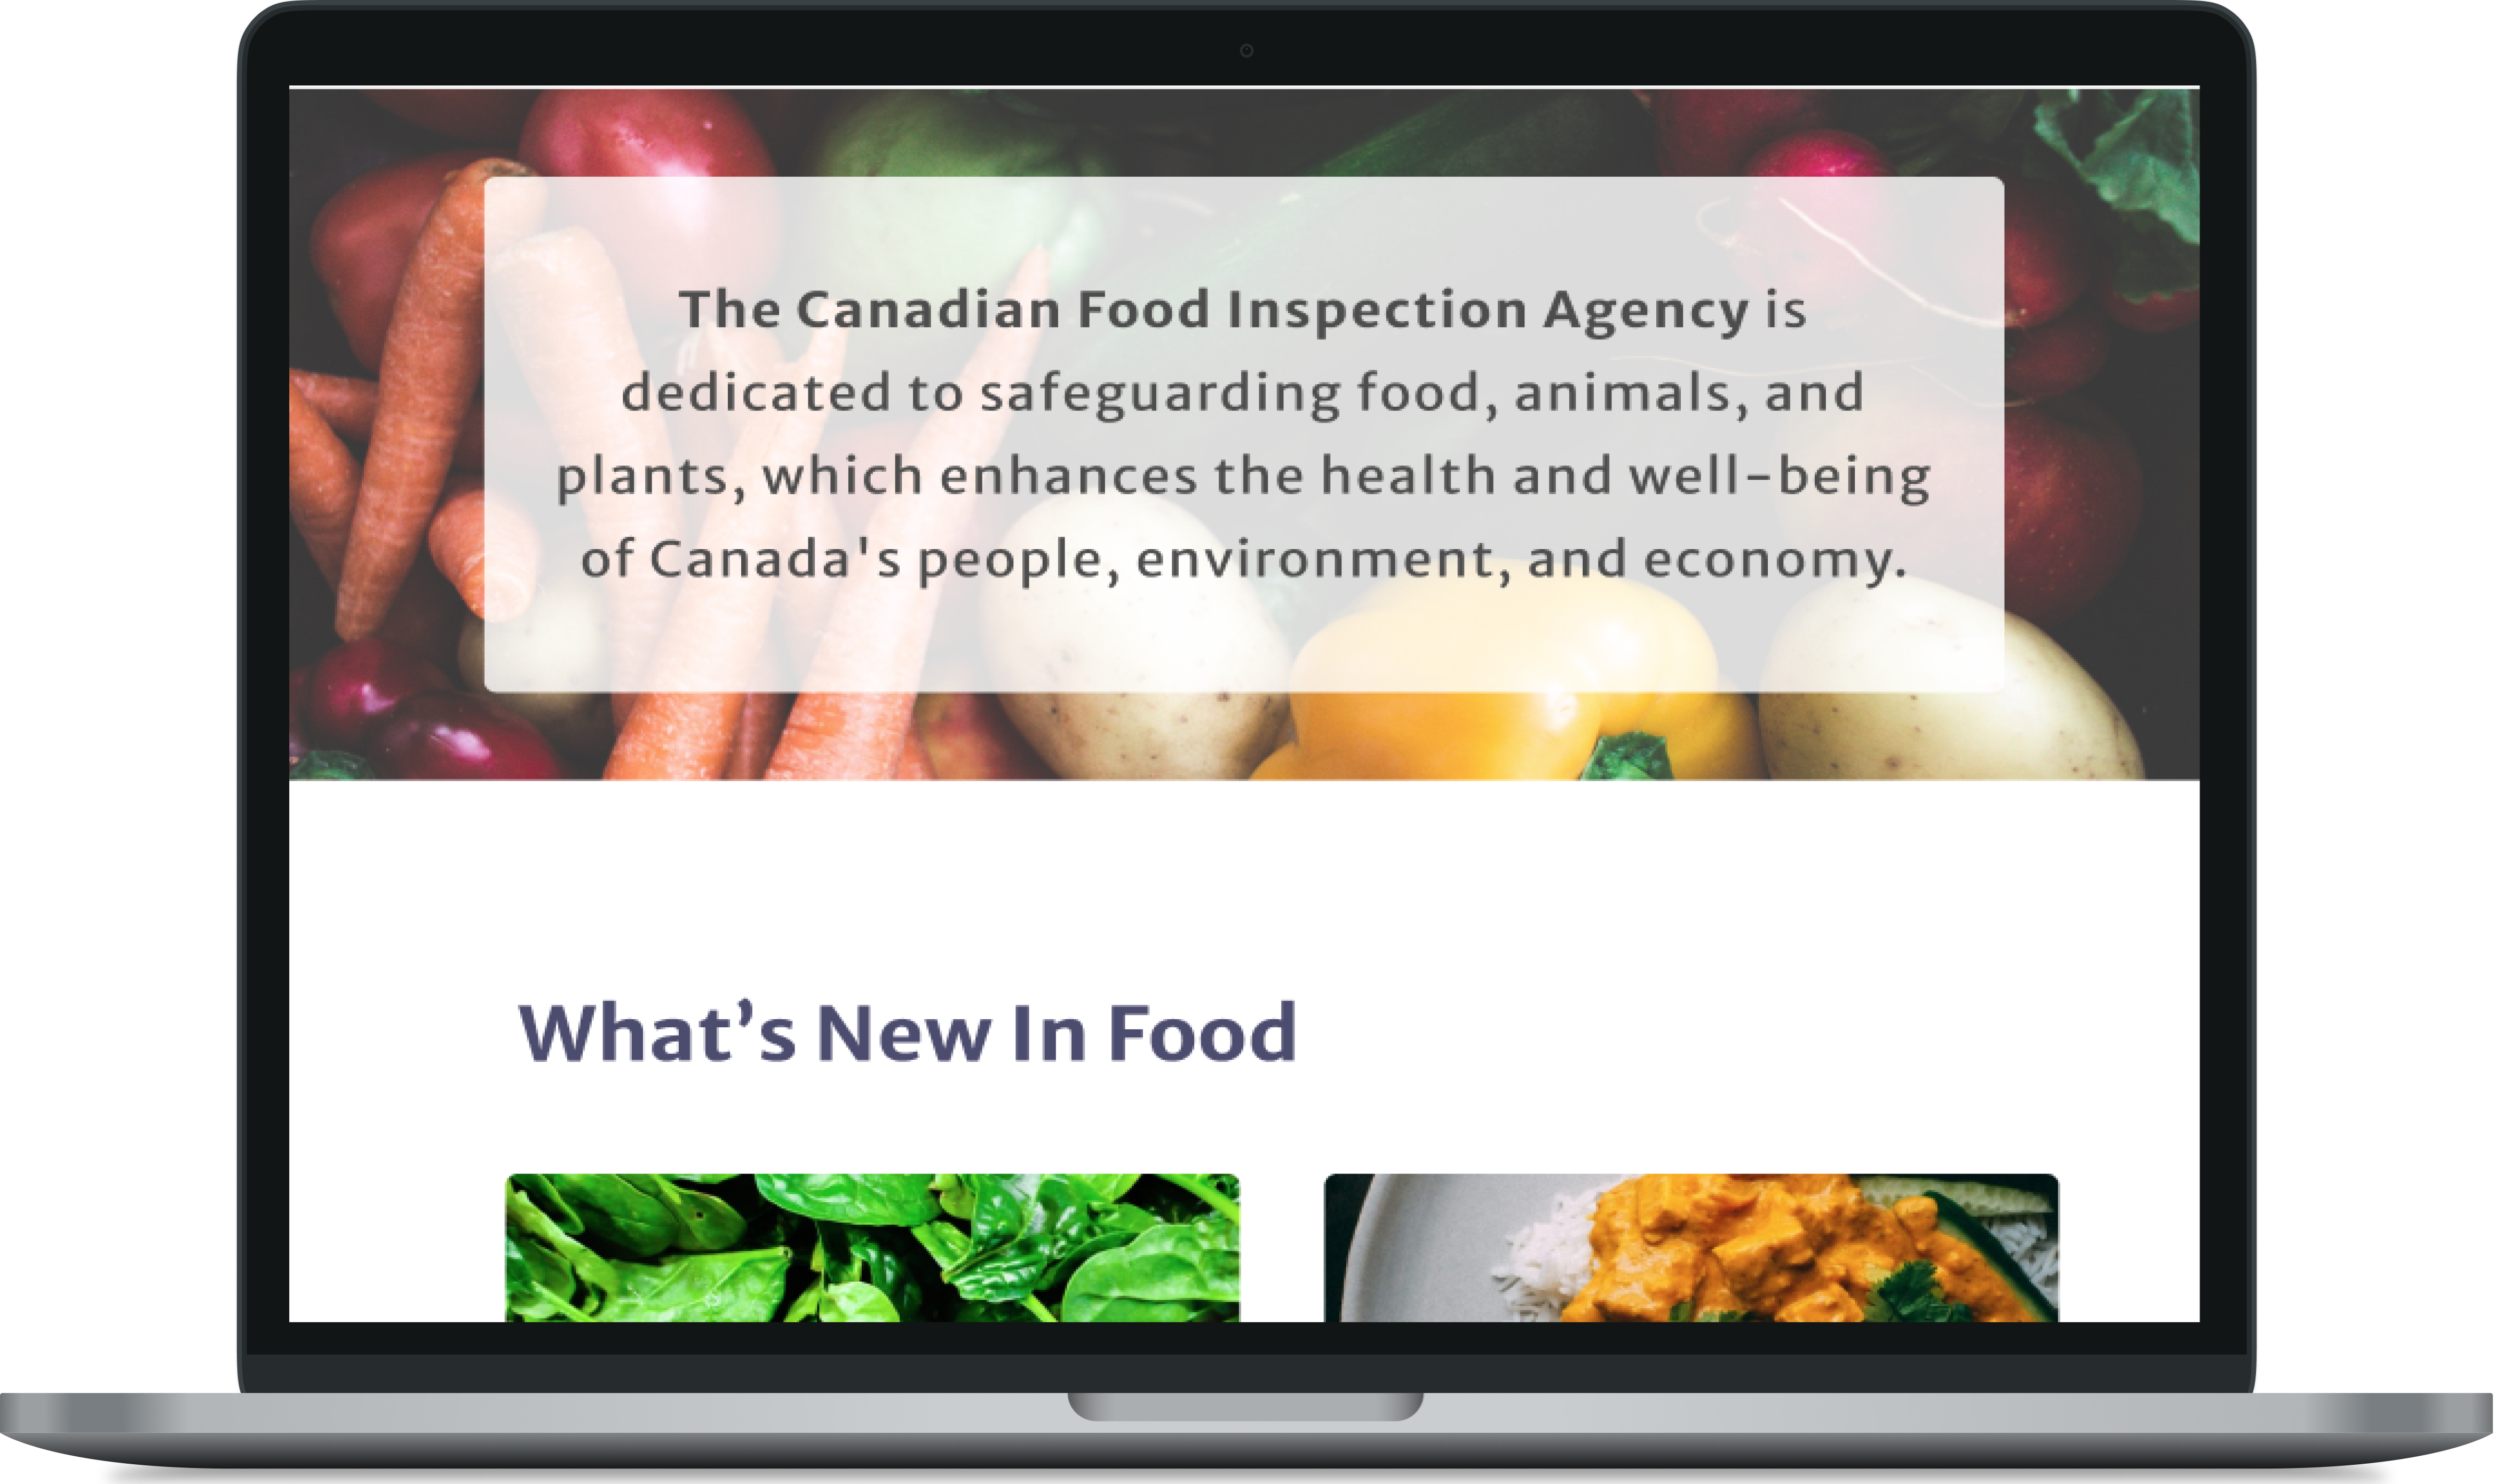 The Canadian Food Inspection Agency is
dedicated to safeguarding food, animals, and
plants, which enhances the health and well-being
of Canada's people, environment, and economy.
What’s New In Food